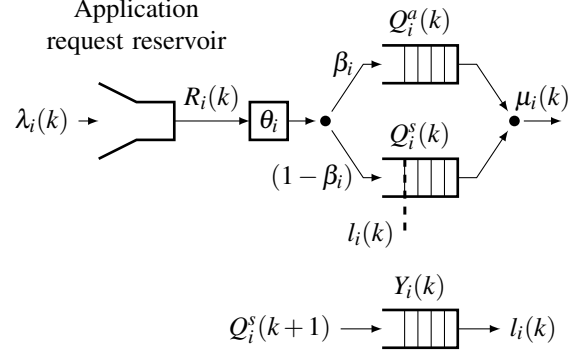 Application
request reservoir
λ_i(k)
R_i(k)
θ_i
β_i
(1 − β_i)
Q_i^a(k)
Q_i^s(k)
l_i(k)
μ_i(k)
Y_i(k)
Q_i^s(k+1)
l_i(k)